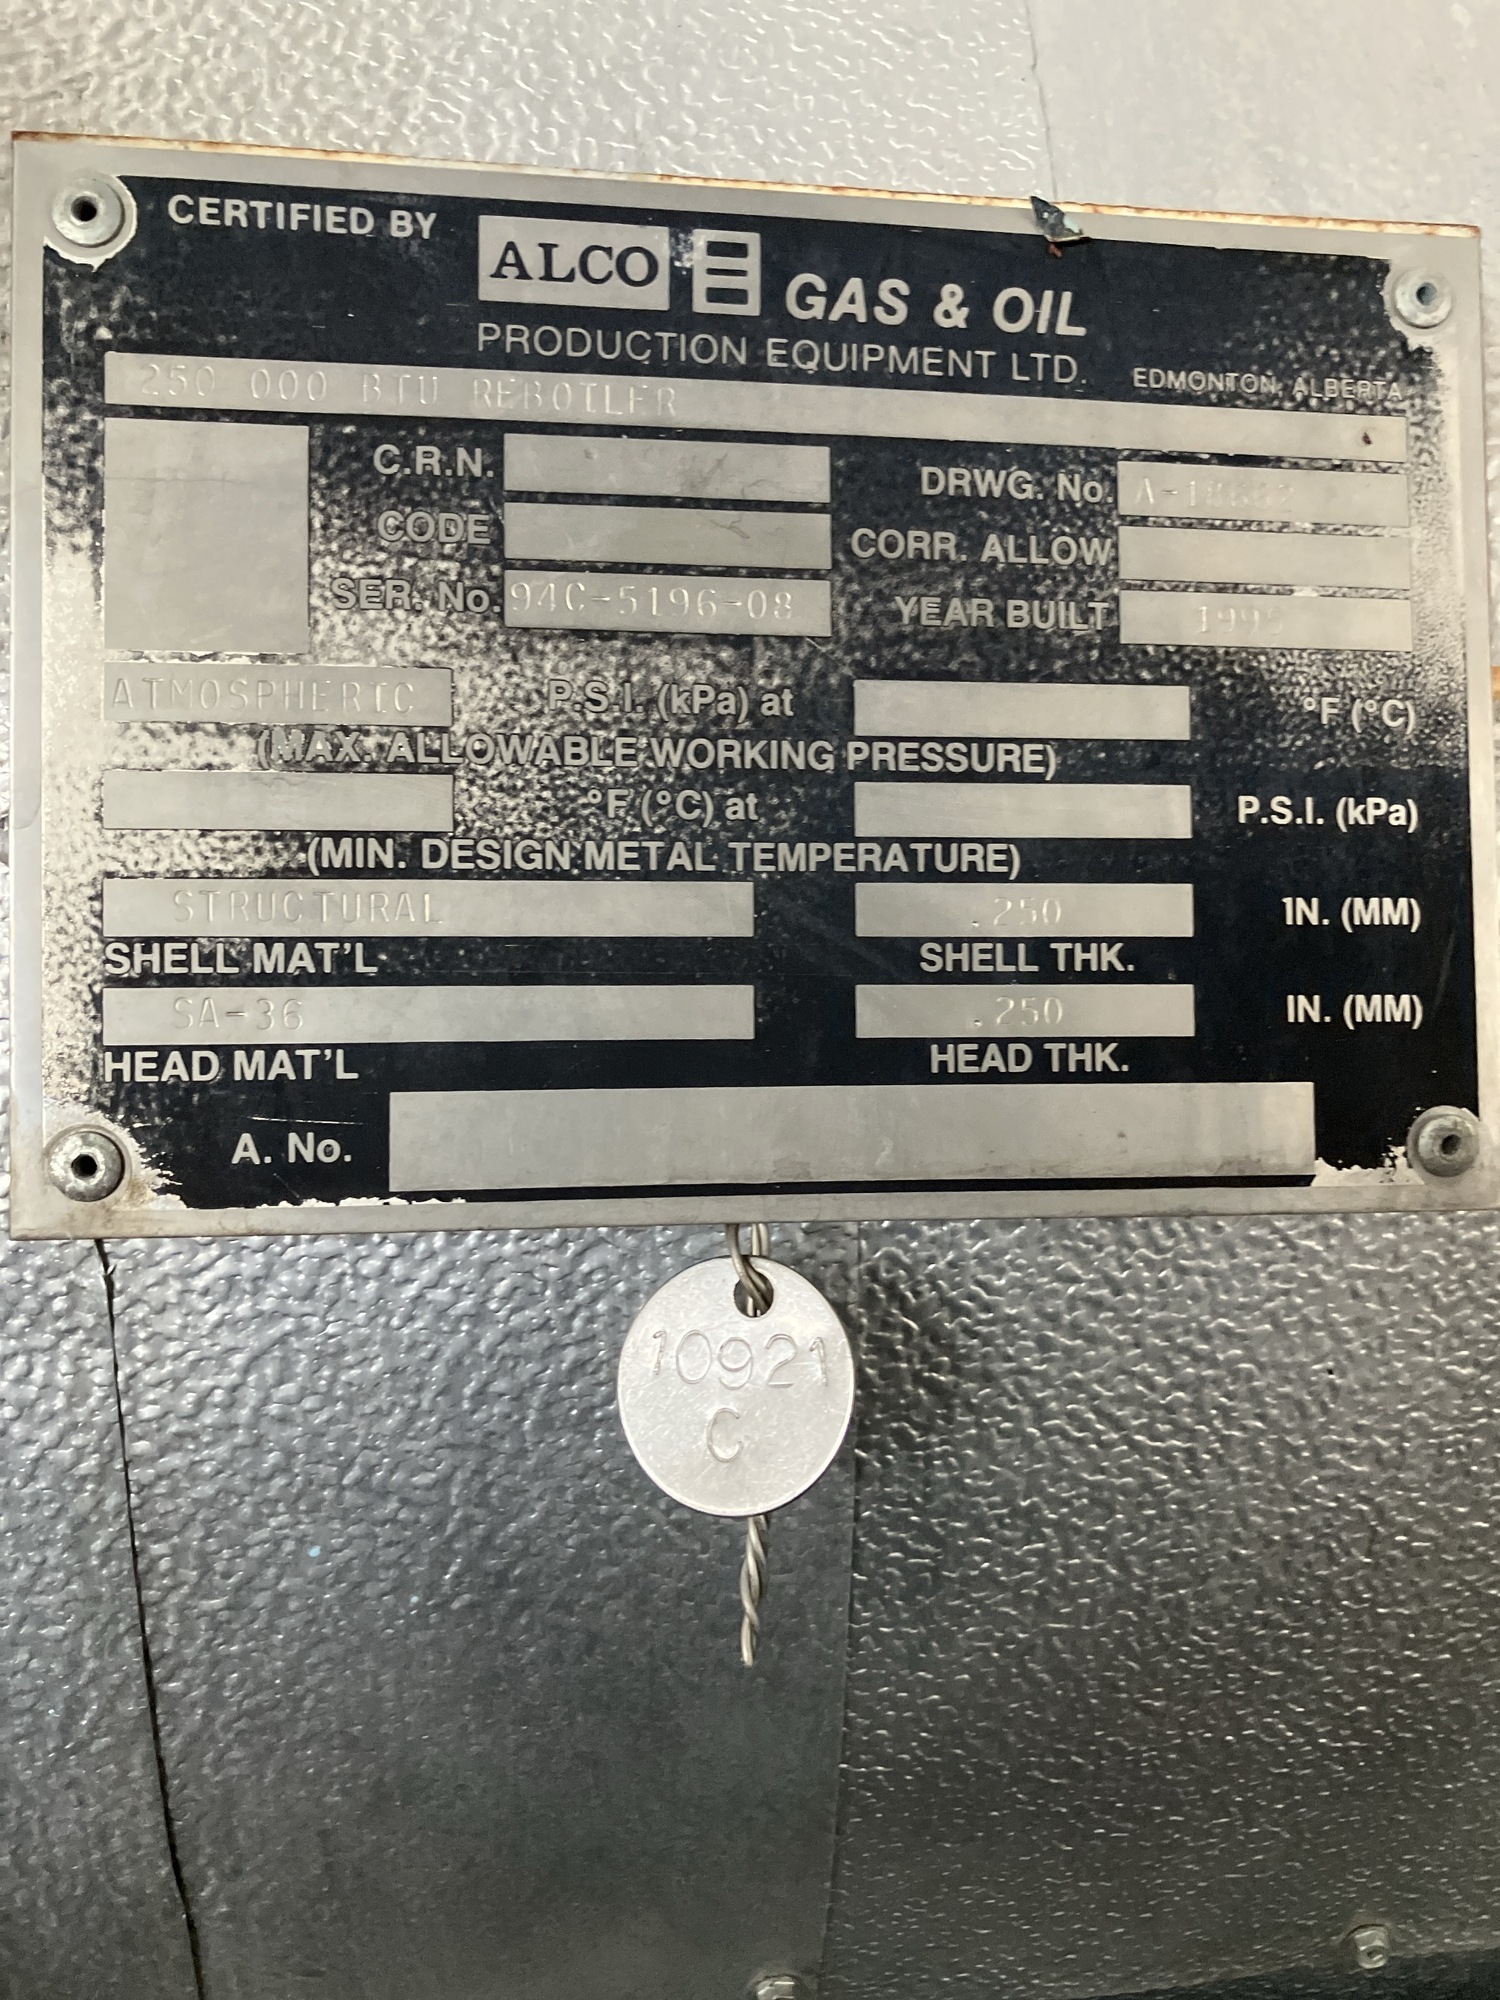 CERTIFIED BY ALCO GAS & OIL
PRODUCTION EQUIPMENT LTD. EDMONTON, ALBERTA
250 000 BTU REBOILER
C.R.N. DRWG. No.
CODE CORR. ALLOW
SER. No. 94C-5196-08 YEAR BUILT 1995
ATMOSPHERIC P.S.I. (kPa) at °F (°C)
(MAX. ALLOWABLE WORKING PRESSURE)
°F (°C) at P.S.I. (kPa)
(MIN. DESIGN METAL TEMPERATURE)
STRUCTURAL .250 IN. (MM)
SHELL MAT'L SHELL THK.
SA-36 .250 IN. (MM)
HEAD MAT'L HEAD THK.
A. No.
10921
C